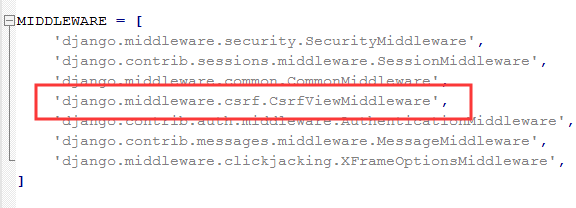 MIDDLEWARE = [
'django.middleware.security.SecurityMiddleware',
'django.contrib.sessions.middleware.SessionMiddleware',
'django.middleware.common.CommonMiddleware',
'django.middleware.csrf.CsrfViewMiddleware',
'django.contrib.auth.middleware.AuthenticationMiddleware',
'django.contrib.messages.middleware.MessageMiddleware',
'django.middleware.clickjacking.XFrameOptionsMiddleware',
]